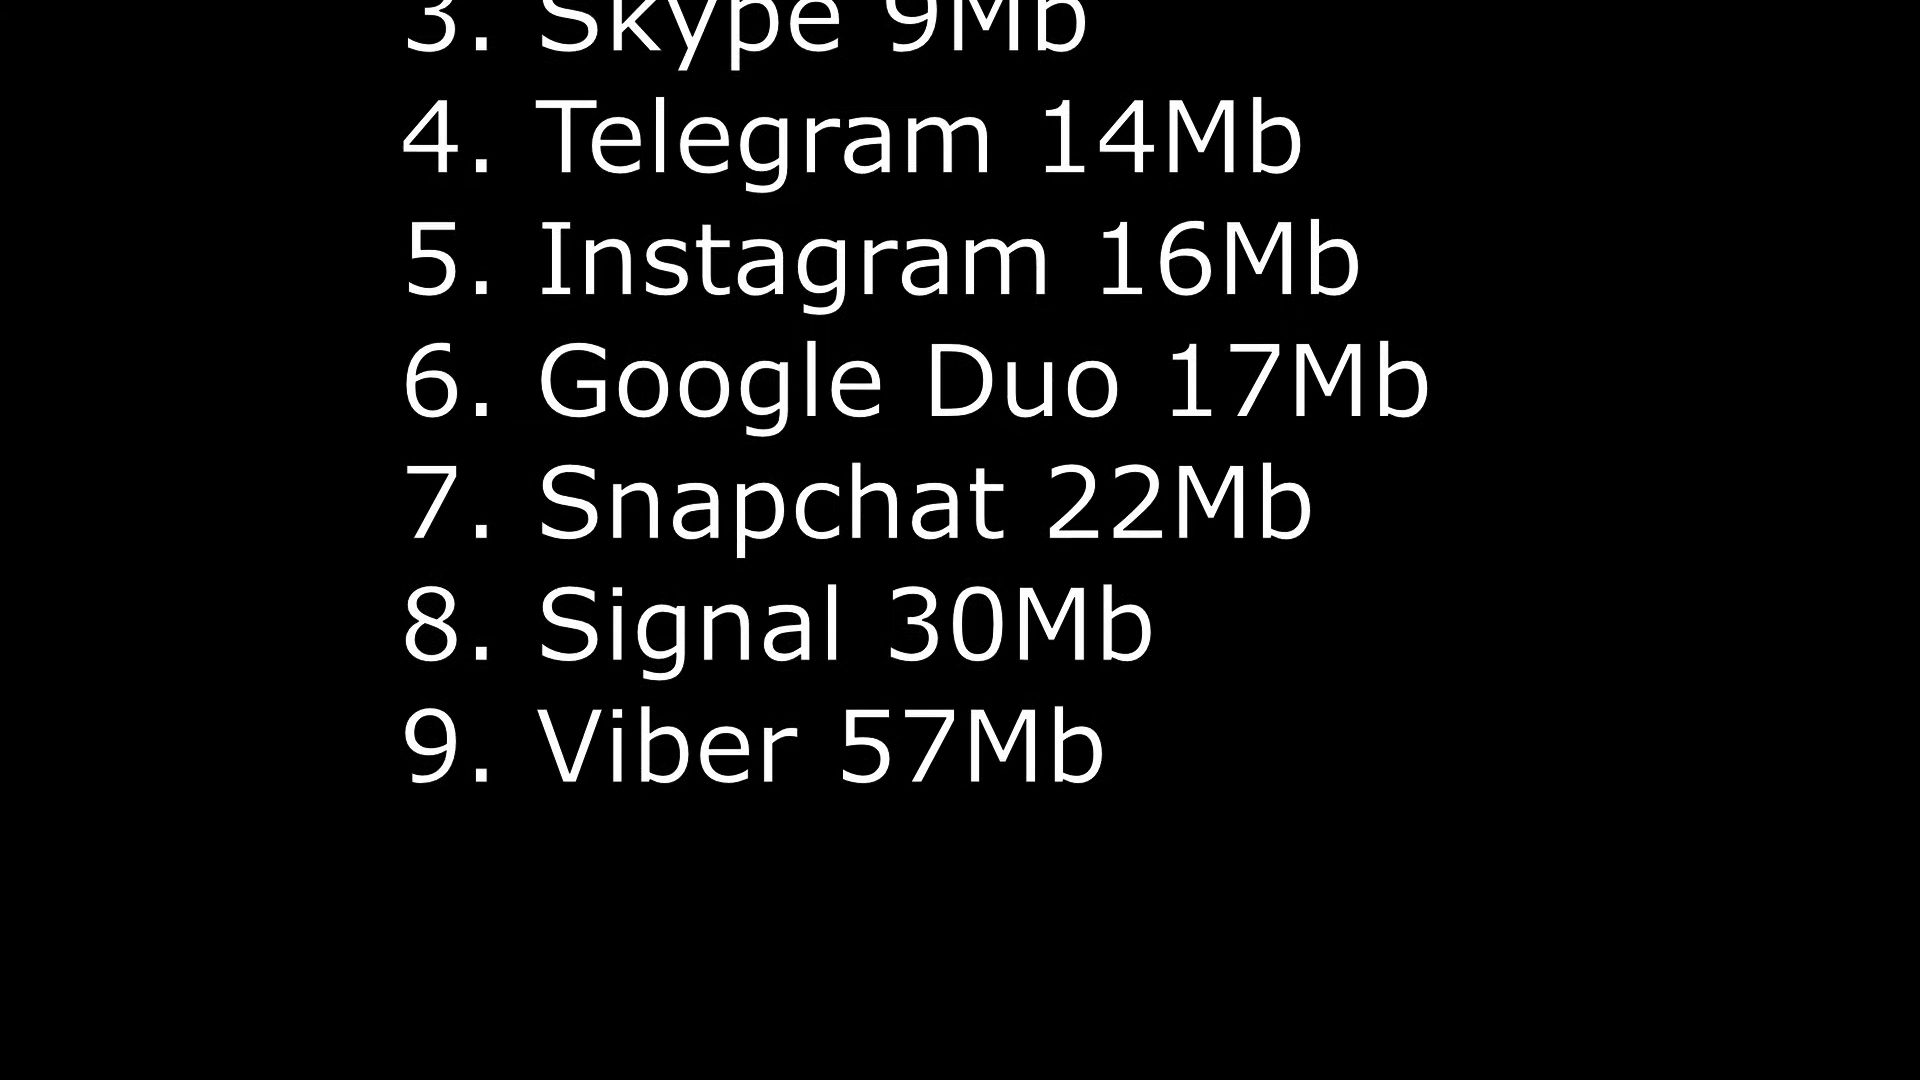 3. Skype 9Mb
4. Telegram 14Mb
5. Instagram 16Mb
6. Google Duo 17Mb
7. Snapchat 22Mb
8. Signal 30Mb
9. Viber 57Mb